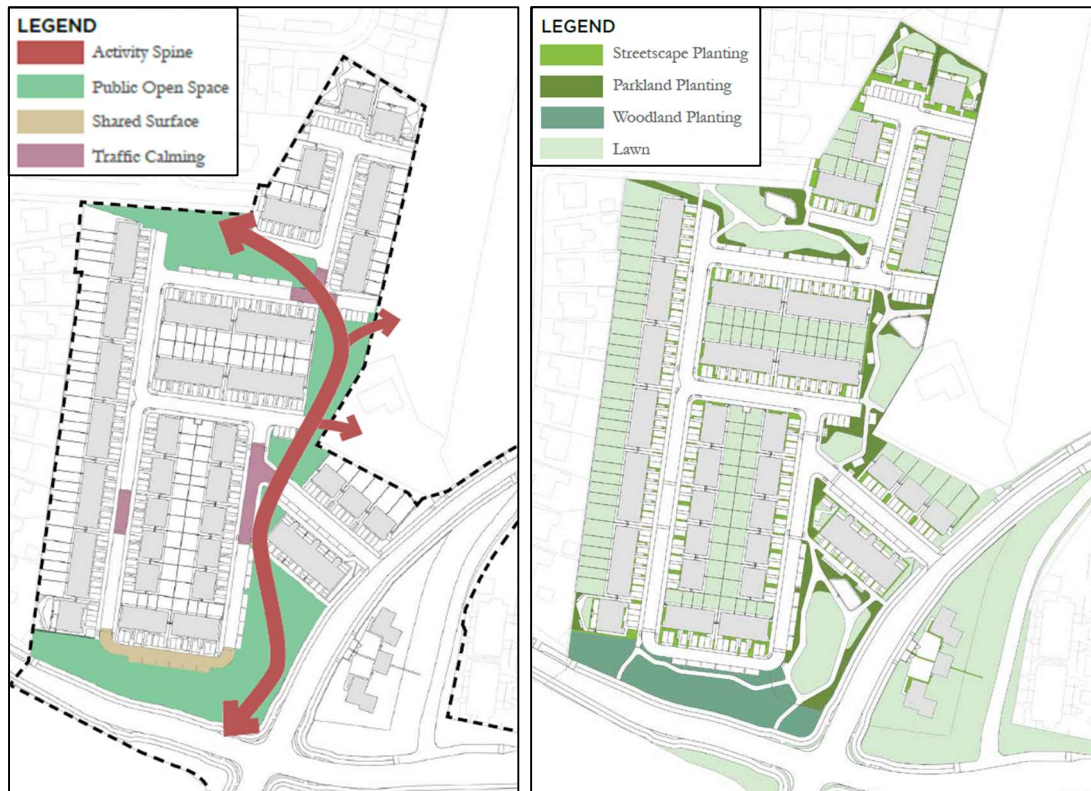 LEGEND
Activity Spine
Public Open Space
Shared Surface
Traffic Calming
LEGEND
Streetscape Planting
Parkland Planting
Woodland Planting
Lawn